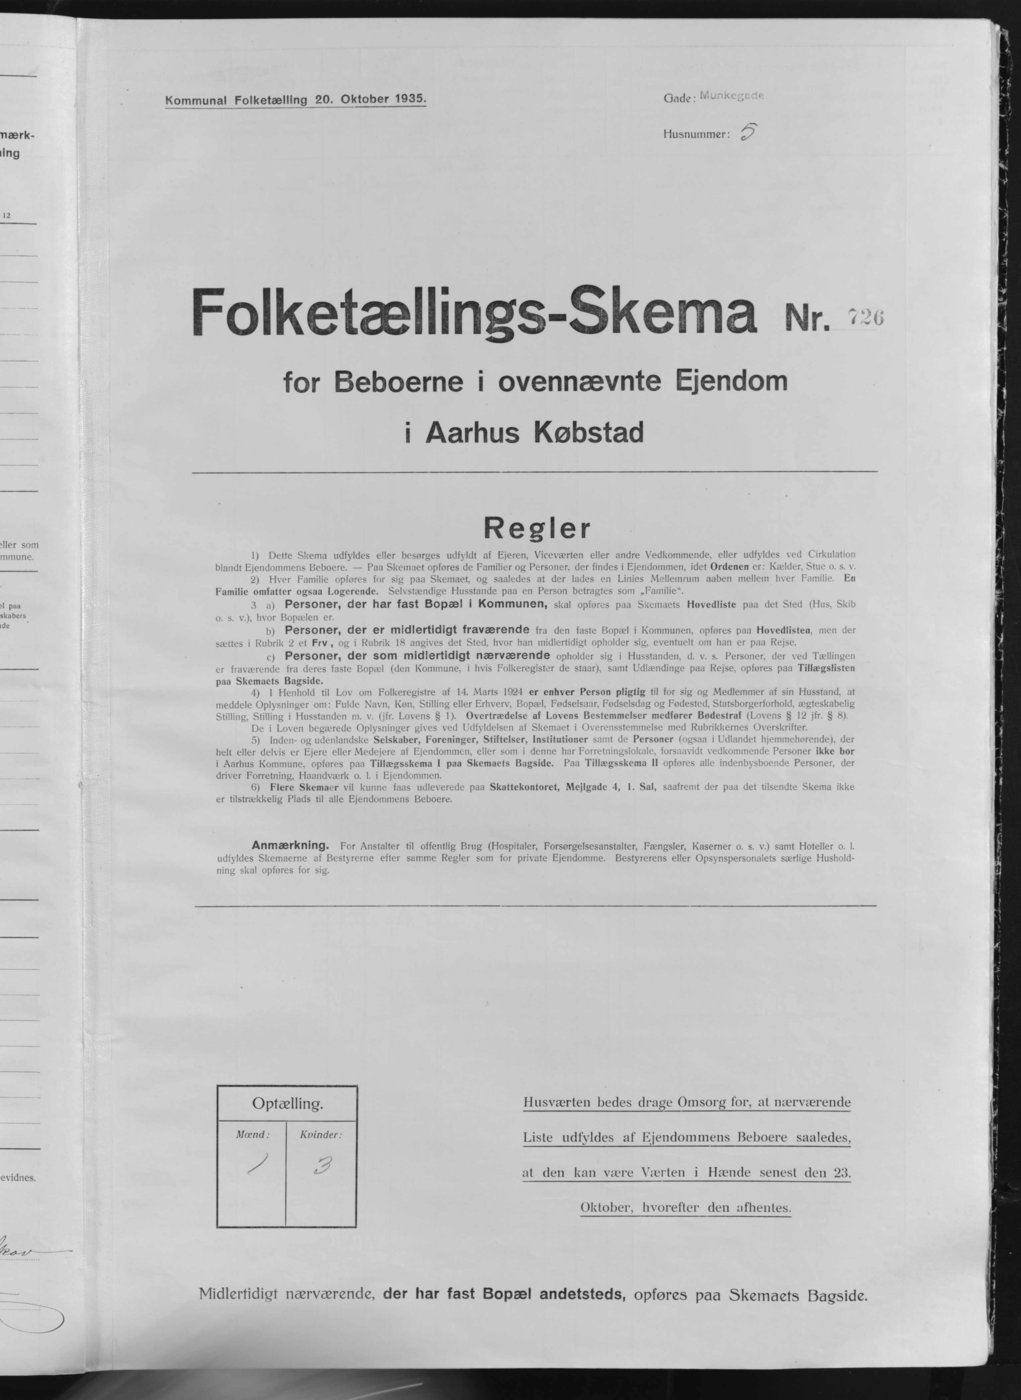 mærk-
ing
12
eller som
mmune.
el paa
skabers
de
evidnes.
Kommunal Folketælling 20. Oktober 1935.
Gade: Munkegade
Husnummer: 5
Folketællings-Skema Nr. 726
for Beboerne i ovennævnte Ejendom
i Aarhus Købstad
Regler
1) Dette Skema udfyldes eller besørges udfyldt af Ejeren, Viceværten eller andre Vedkommende, eller udfyldes ved Cirkulation
blandt Ejendommens Beboere. — Paa Skemaet opføres de Familier og Personer, der findes i Ejendommen, idet Ordenen er: Kælder, Stue o. s. v.
2) Hver Familie opføres for sig paa Skemaet, og saaledes at der lades en Linies Mellemrum aaben mellem hver Familie. En
Familie omfatter ogsaa Logerende. Selvstændige Husstande paa en Person betragtes som „Familie“.
3 a) Personer, der har fast Bopæl i Kommunen, skal opføres paa Skemaets Hovedliste paa det Sted (Hus, Skib
o. s. v.), hvor Bopælen er.
b) Personer, der er midlertidigt fraværende fra den faste Bopæl i Kommunen, opføres paa Hovedlisten, men der
sættes i Rubrik 2 et Frv, og i Rubrik 18 angives det Sted, hvor han midlertidigt opholder sig, eventuelt om han er paa Rejse.
c) Personer, der som midlertidigt nærværende opholder sig i Husstanden, d. v. s. Personer, der ved Tællingen
er fraværende fra deres faste Bopæl (den Kommune, i hvis Folkeregister de staar), samt Udlændinge paa Rejse, opføres paa Tillægslisten
paa Skemaets Bagside.
4) I Henhold til Lov om Folkeregistre af 14. Marts 1924 er enhver Person pligtig til for sig og Medlemmer af sin Husstand, at
meddele Oplysninger om: Fulde Navn, Køn, Stilling eller Erhverv, Bopæl, Fødselsaar, Fødselsdag og Fødested, Statsborgerforhold, ægteskabelig
Stilling, Stilling i Husstanden m. v. (jfr. Lovens § 1). Overtrædelse af Lovens Bestemmelser medfører Bødestraf (Lovens § 12 jfr. § 8).
De i Loven begærede Oplysninger gives ved Udfyldelsen af Skemaet i Overensstemmelse med Rubrikkernes Overskrifter.
5) Inden- og udenlandske Selskaber, Foreninger, Stiftelser, Institutioner samt de Personer (ogsaa i Udlandet hjemmehørende), der
helt eller delvis er Ejere eller Medejere af Ejendommen, eller som i denne har Forretningslokale, forsaavidt vedkommende Personer ikke bor
i Aarhus Kommune, opføres paa Tillægsskema I paa Skemaets Bagside. Paa Tillægsskema II opføres alle indenbysboende Personer, der
driver Forretning, Haandværk o. l. i Ejendommen.
6) Flere Skemaer vil kunne faas udleverede paa Skattekontoret, Mejlgade 4, 1. Sal, saafremt der paa det tilsendte Skema ikke
er tilstrækkelig Plads til alle Ejendommens Beboere.
Anmærkning. For Anstalter til offentlig Brug (Hospitaler, Forsørgelsesanstalter, Fængsler, Kaserner o. s. v.) samt Hoteller o. l.
udfyldes Skemaerne af Bestyrerne efter samme Regler som for private Ejendomme. Bestyrerens eller Opsynspersonalets særlige Hushold-
ning skal opføres for sig.
Optælling.
Mænd: Kvinder:
1 3
Husværten bedes drage Omsorg for, at nærværende
Liste udfyldes af Ejendommens Beboere saaledes,
at den kan være Værten i Hænde senest den 23.
Oktober, hvorefter den afhentes.
Midlertidigt nærværende, der har fast Bopæl andetsteds, opføres paa Skemaets Bagside.